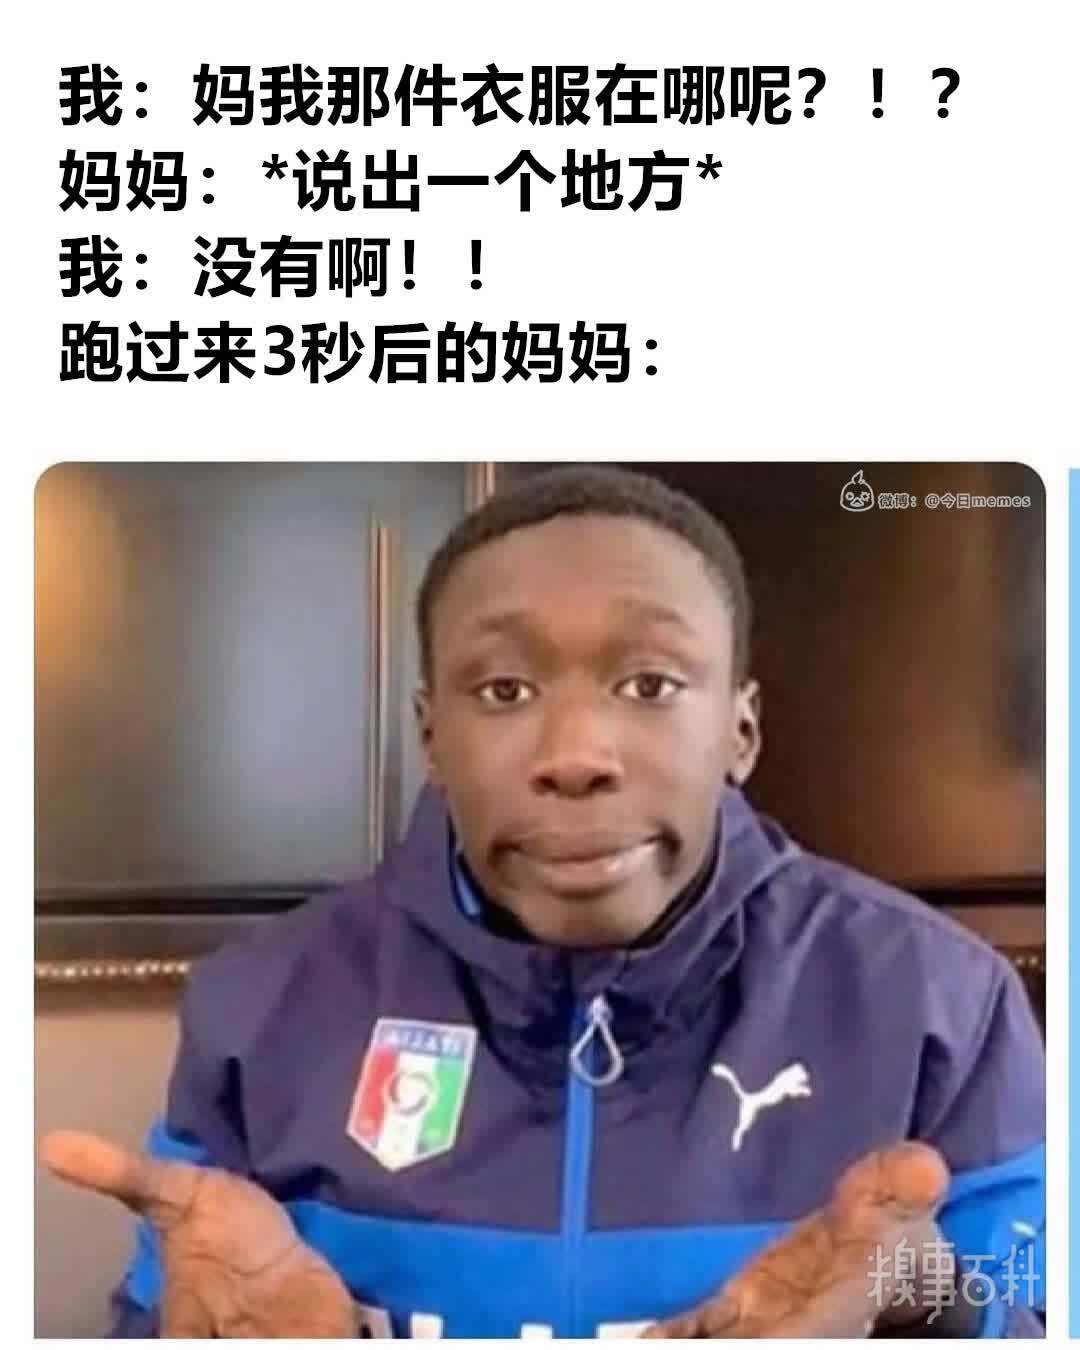 我：妈我那件衣服在哪呢？！？
妈妈：*说出一个地方*
我：没有啊！！
跑过来3秒后的妈妈：
微博：@今日memes
ITALIA
糗事百科